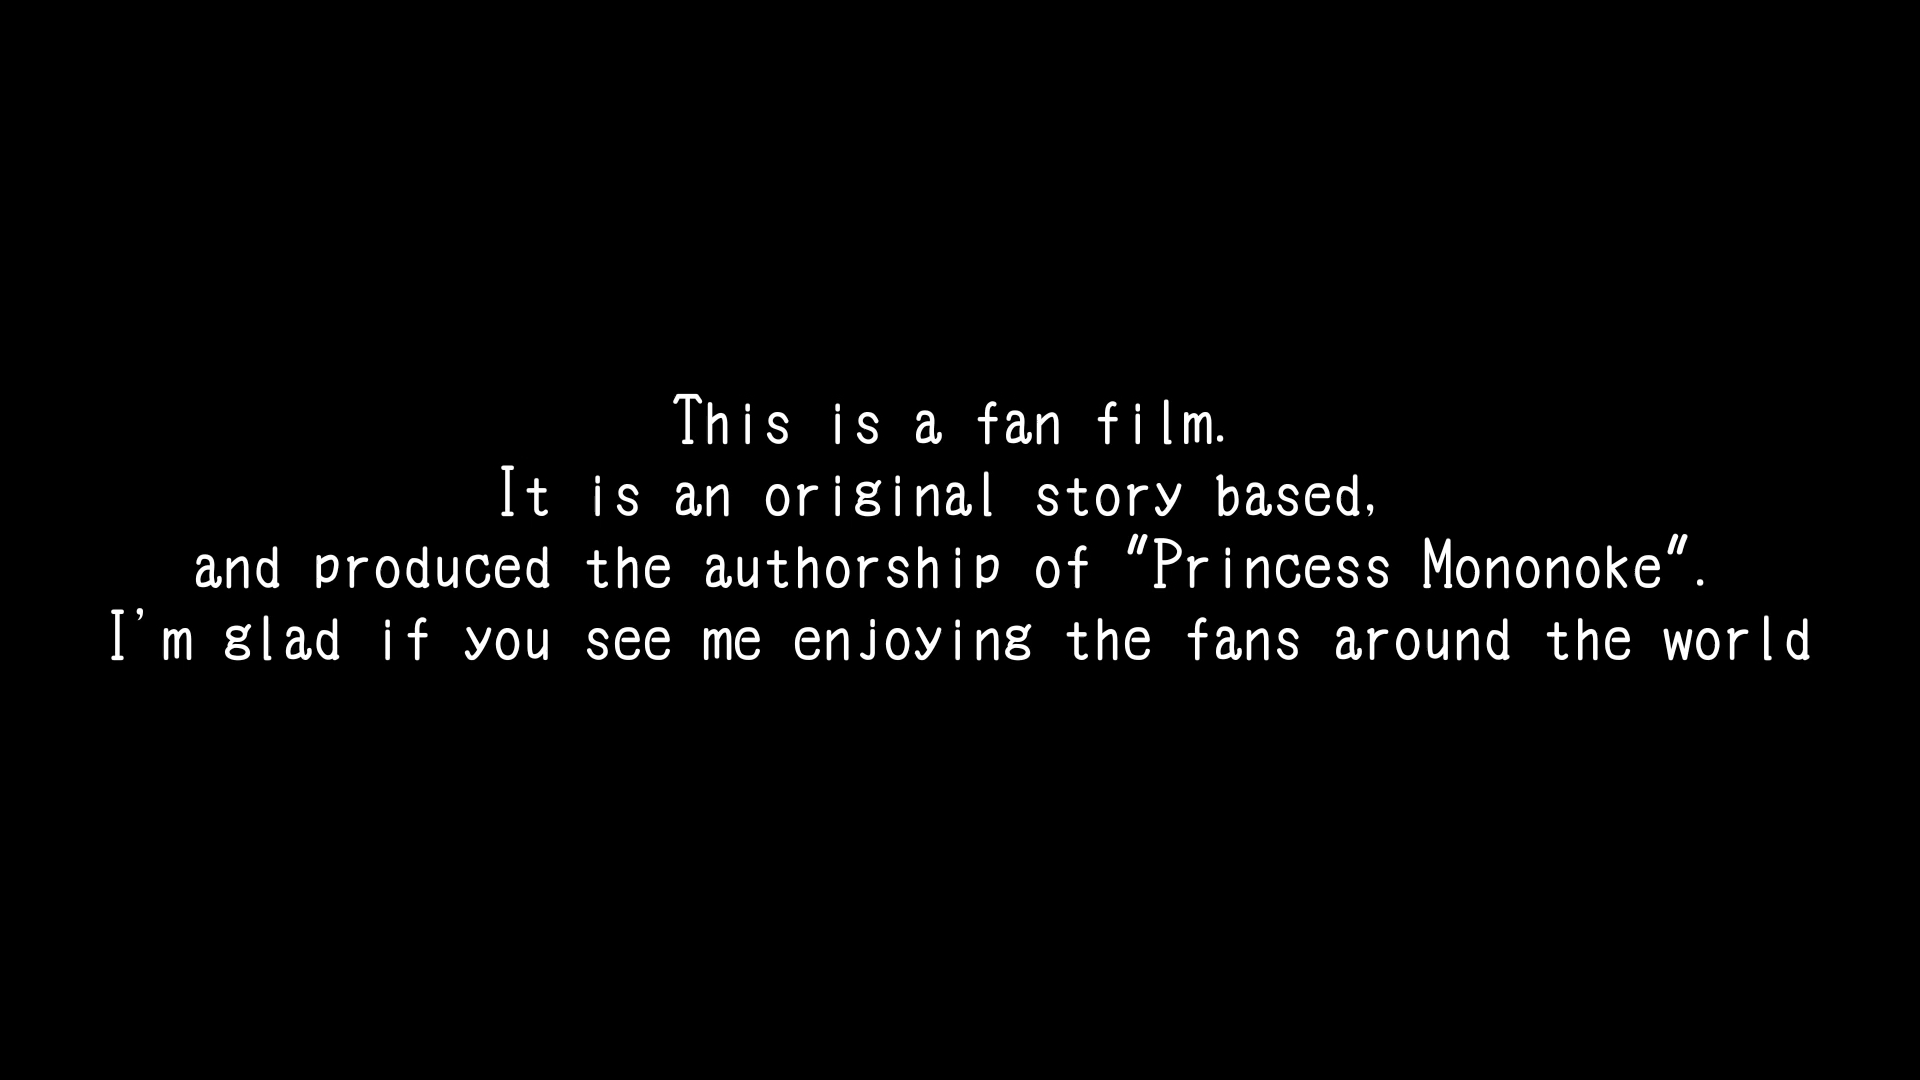 This is a fan film.
It is an original story based,
and produced the authorship of "Princess Mononoke".
I'm glad if you see me enjoying the fans around the world